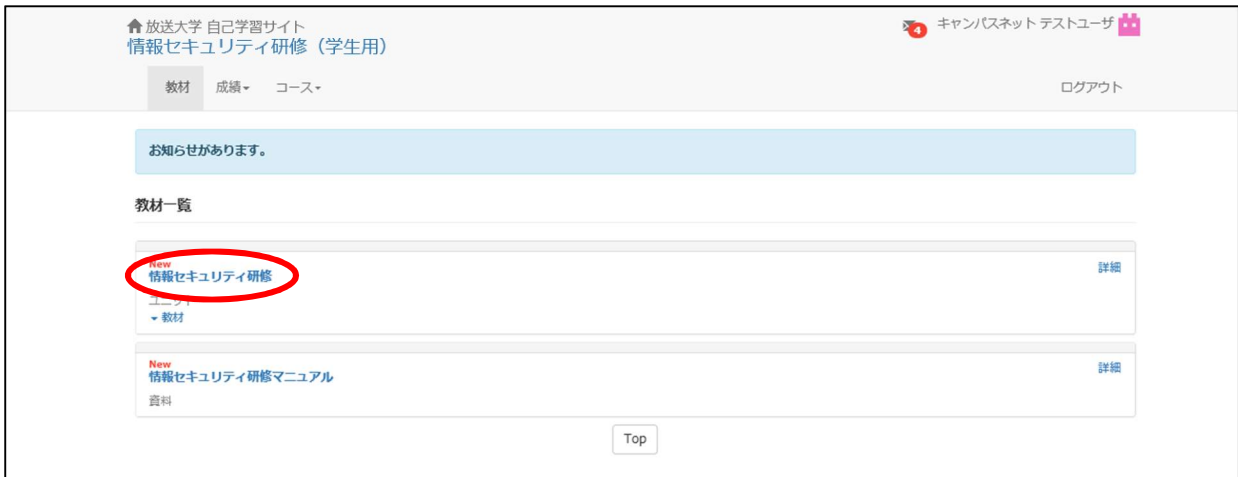 放送大学 自己学習サイト
4 キャンパスネット テストユーザ
情報セキュリティ研修（学生用）
教材 成績 コース ログアウト
お知らせがあります。
教材一覧
New
情報セキュリティ研修 詳細
ユニット
教材
New
情報セキュリティ研修マニュアル 詳細
資料
Top